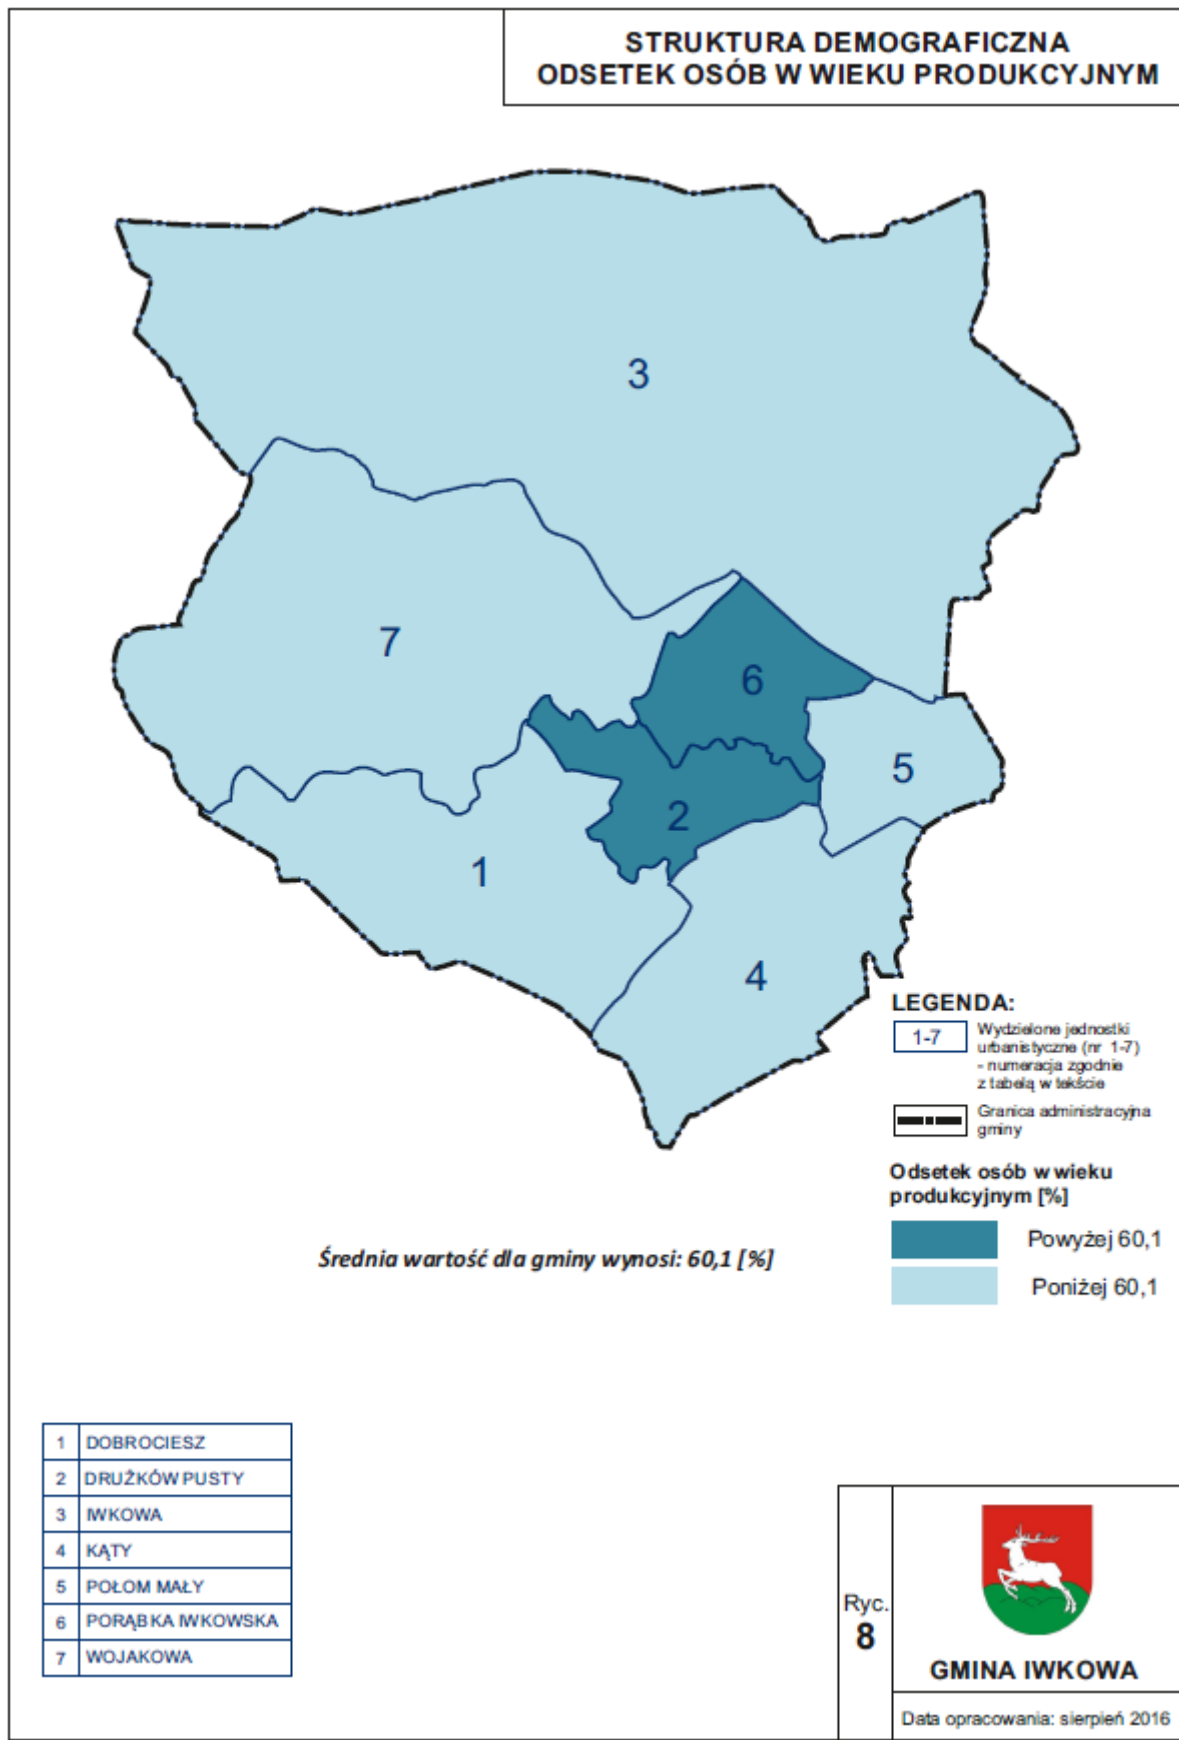 STRUKTURA DEMOGRAFICZNA
ODSETEK OSÓB W WIEKU PRODUKCYJNYM
3
7
6
5
2
1
4
LEGENDA:
1-7
Wydzielone jednostki
urbanistyczne (nr 1-7)
- numeracja zgodnie
z tabelą w tekście
Granica administracyjna
gminy
Odsetek osób w wieku
produkcyjnym [%]
Powyżej 60,1
Poniżej 60,1
Średnia wartość dla gminy wynosi: 60,1 [%]
1 DOBROCIESZ
2 DRUŻKÓW PUSTY
3 IWKOWA
4 KĄTY
5 POŁOM MAŁY
6 PORĄBKA IWKOWSKA
7 WOJAKOWA
Ryc.
8
GMINA IWKOWA
Data opracowania: sierpień 2016